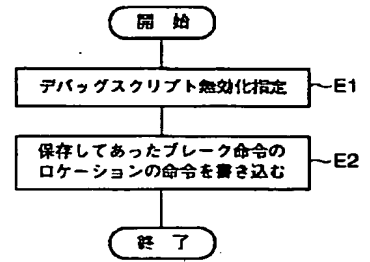 開 始
デバッグスクリプト無効化指定
E1
保存してあったブレーク命令の
ロケーションの命令を書き込む
E2
終 了